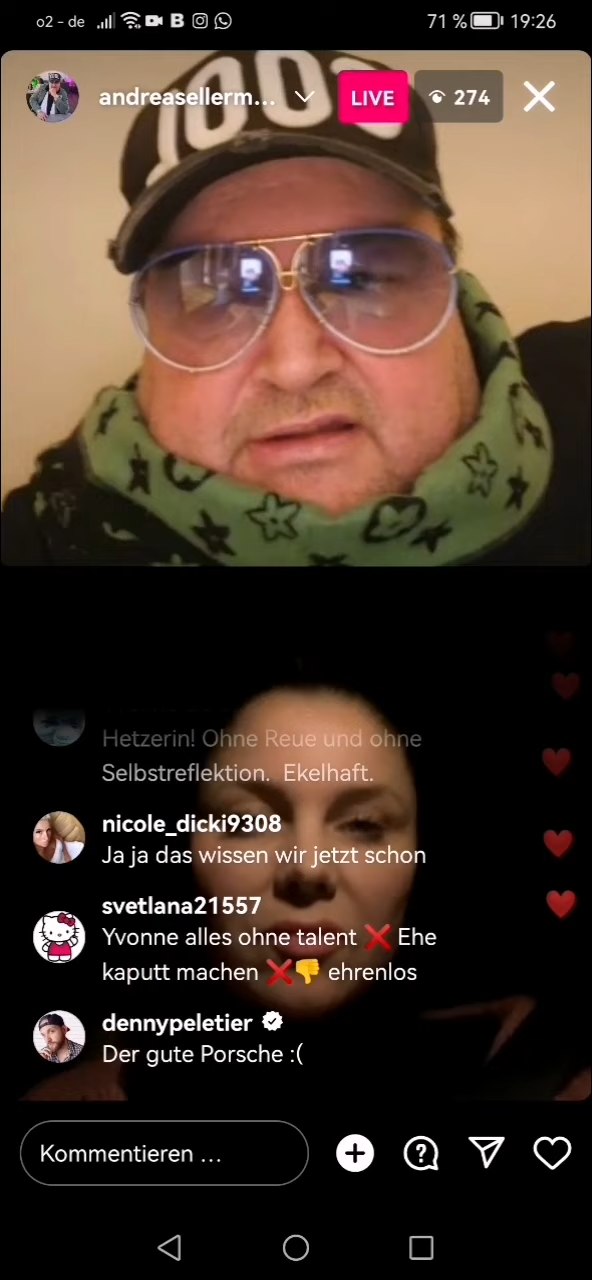 o2 - de B 71 % 19:26
andreasellerm... LIVE 274
Hetzerin! Ohne Reue und ohne
Selbstreflektion. Ekelhaft.
nicole_dicki9308
Ja ja das wissen wir jetzt schon
svetlana21557
Yvonne alles ohne talent ❌ Ehe
kaputt machen ❌👎 ehrenlos
dennypeletier
Der gute Porsche :(
Kommentieren ...